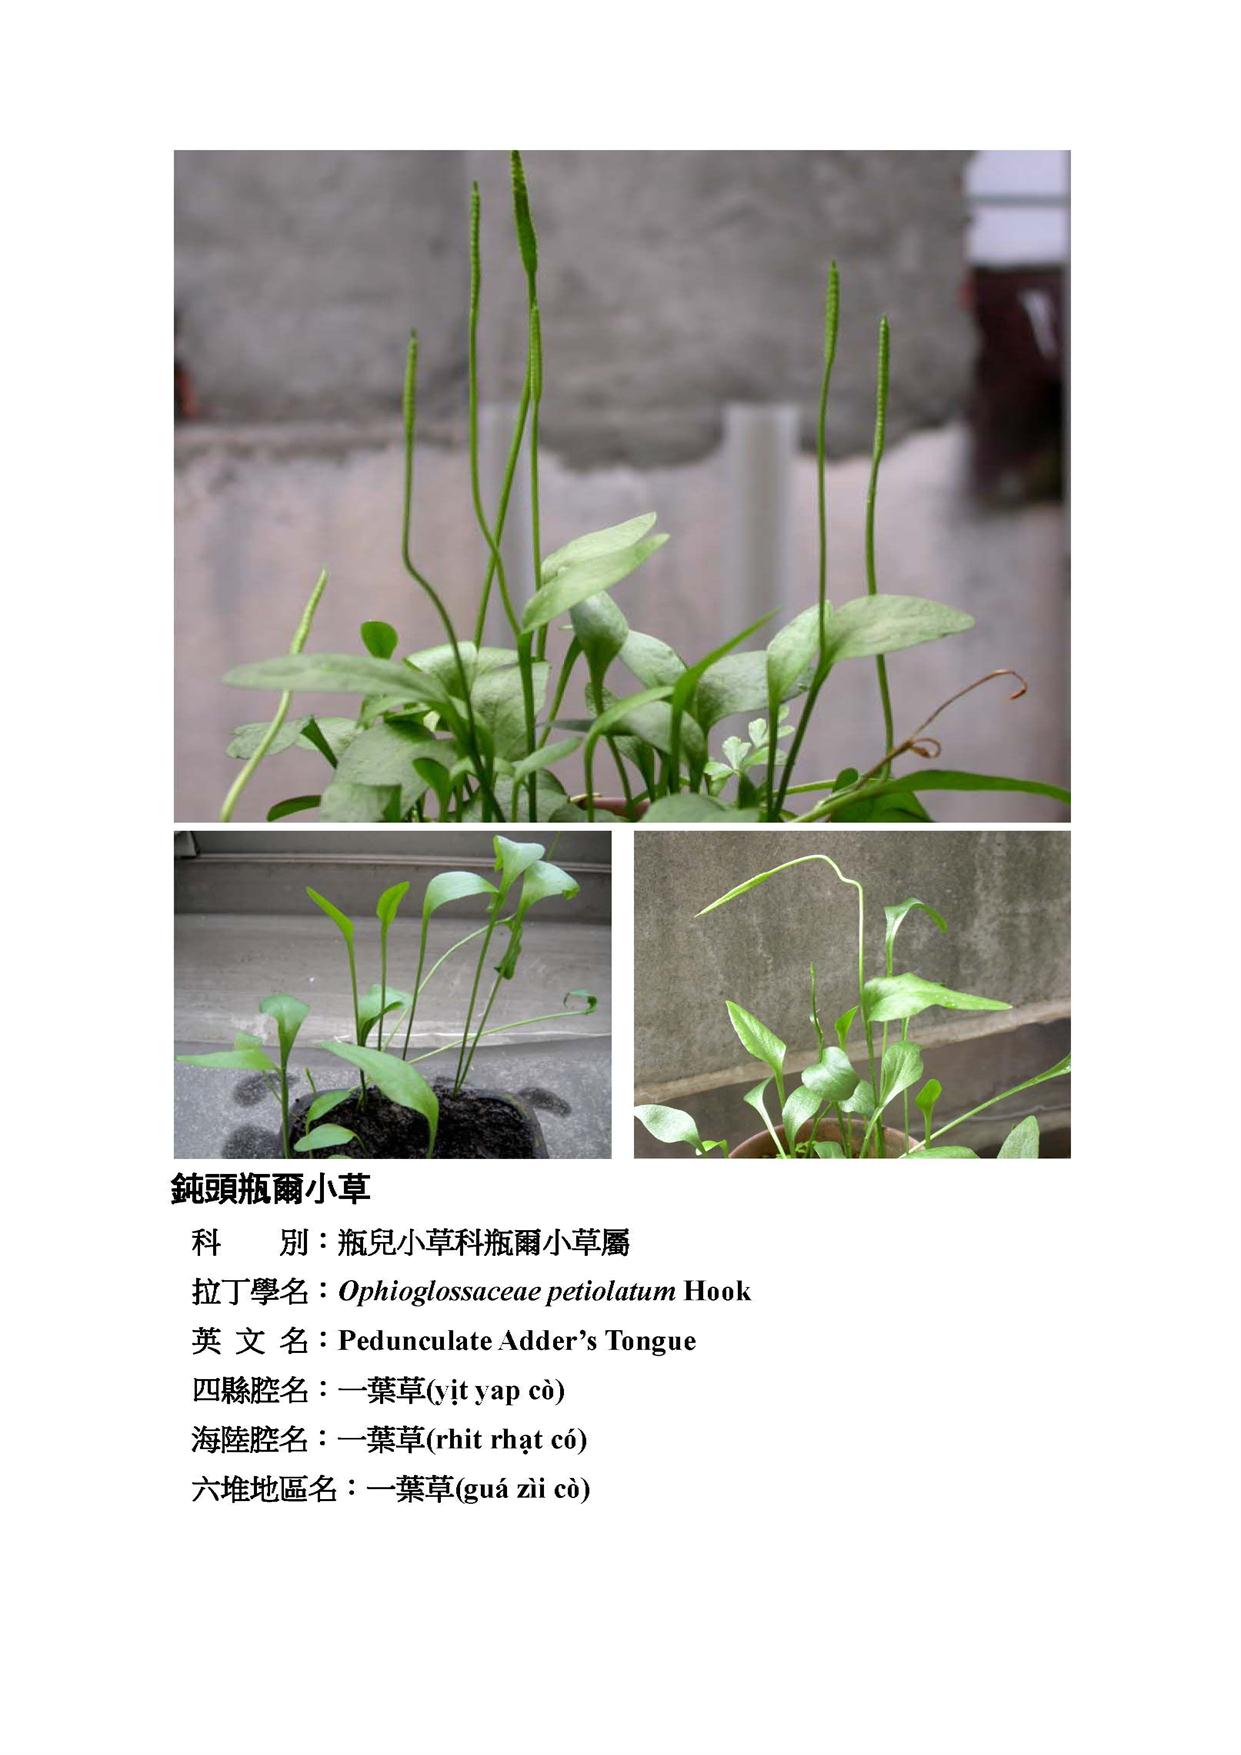 鈍頭瓶爾小草
科　　別：瓶兒小草科瓶爾小草屬
拉丁學名：Ophioglossaceae petiolatum Hook
英 文 名：Pedunculate Adder’s Tongue
四縣腔名：一葉草(yịt yap cò)
海陸腔名：一葉草(rhit rhạt có)
六堆地區名：一葉草(guá zìi cò)